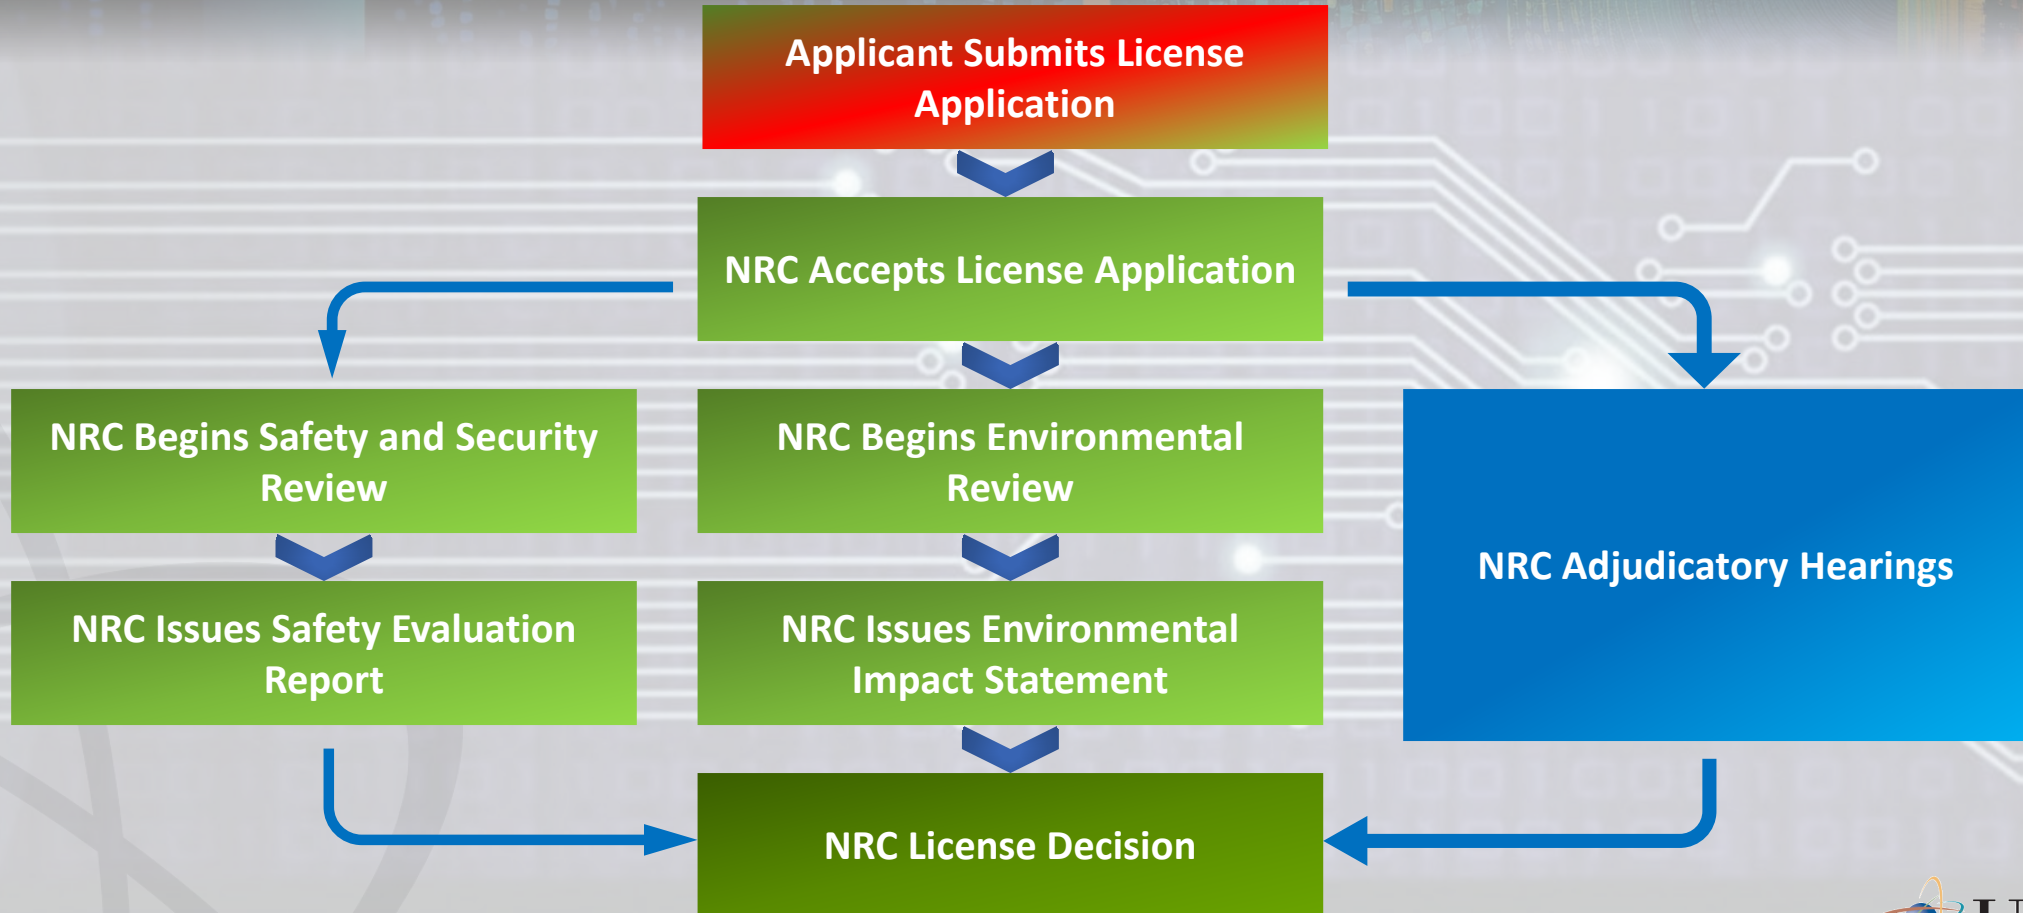 Applicant Submits License
Application
NRC Accepts License Application
NRC Begins Safety and Security
Review
NRC Begins Environmental
Review
NRC Adjudicatory Hearings
NRC Issues Safety Evaluation
Report
NRC Issues Environmental
Impact Statement
NRC License Decision